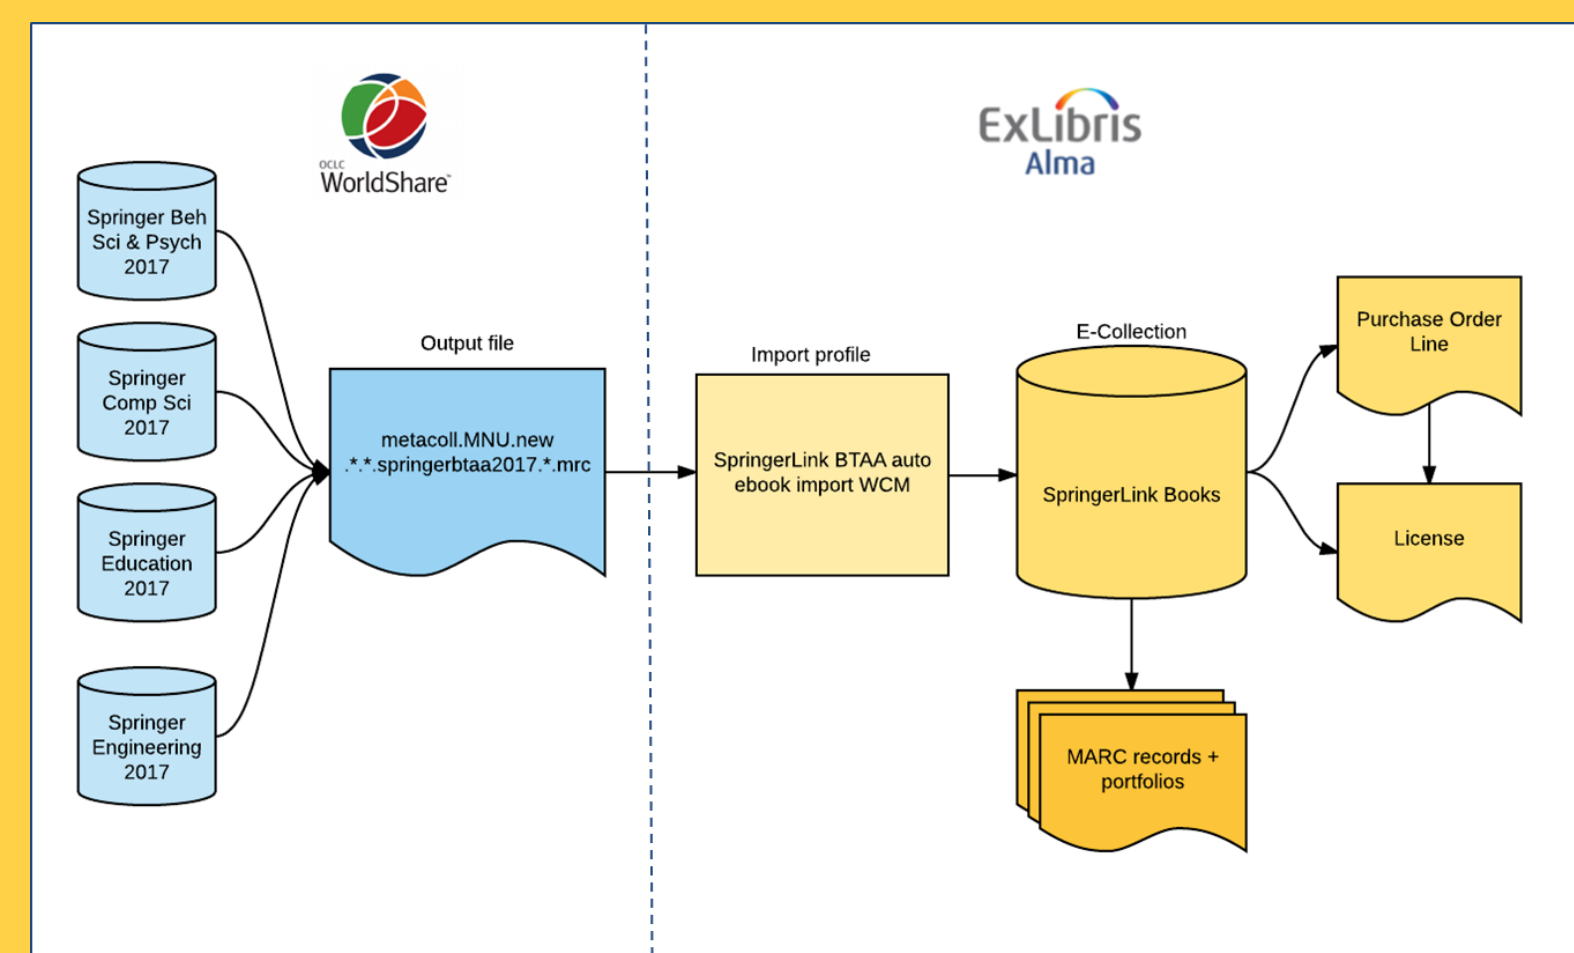 OCLC
WorldShare
ExLibris
Alma
Springer Beh
Sci & Psych
2017
Springer
Comp Sci
2017
Springer
Education
2017
Springer
Engineering
2017
Output file
metacoll.MNU.new
.*.*.springerbtaa2017.*.mrc
Import profile
SpringerLink BTAA auto
ebook import WCM
E-Collection
SpringerLink Books
Purchase Order
Line
License
MARC records +
portfolios